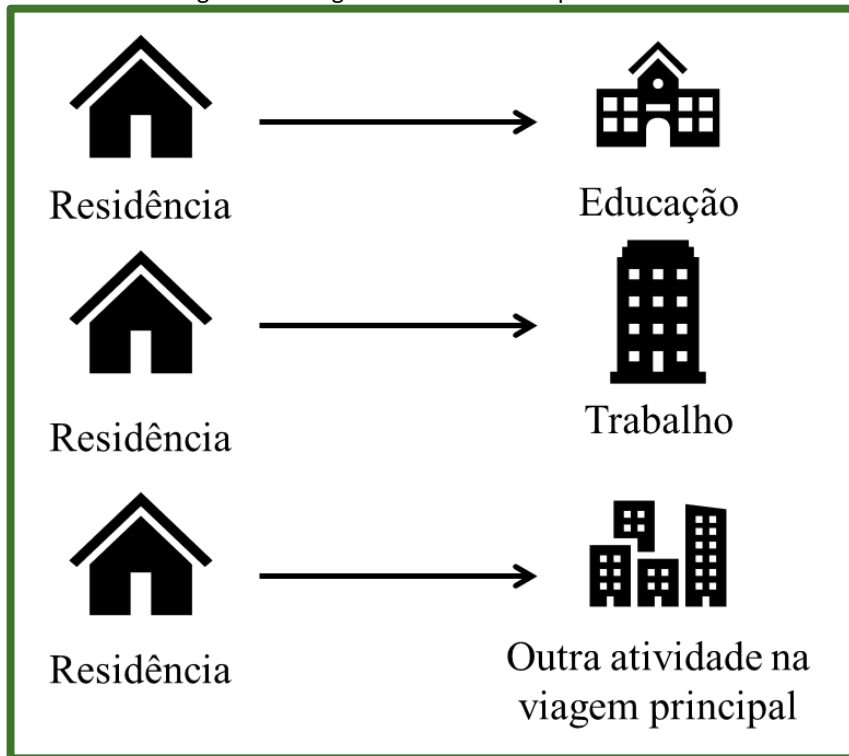 Residência
Educação
Residência
Trabalho
Residência
Outra atividade na
viagem principal